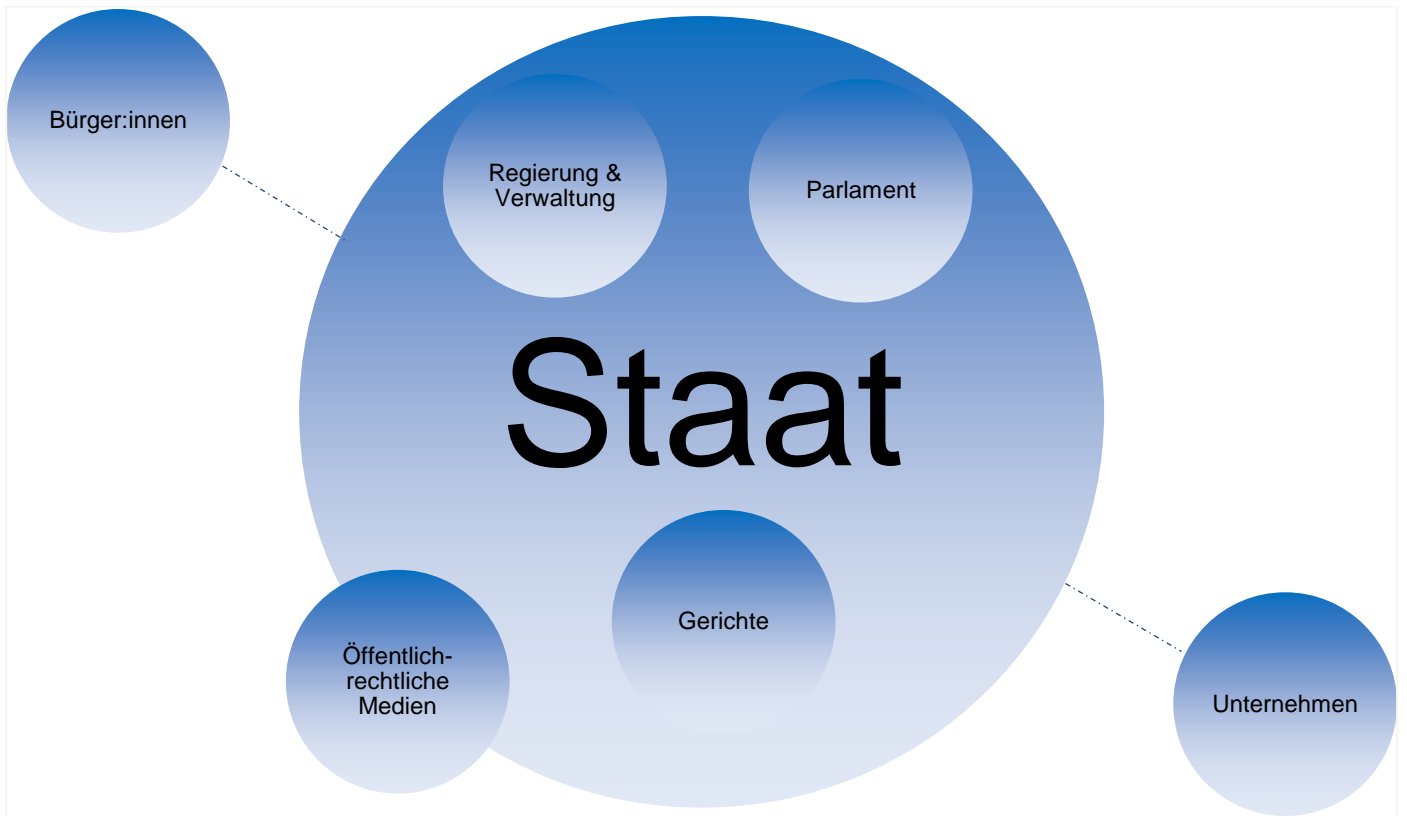 Bürger:innen
Regierung &
Verwaltung
Parlament
Staat
Gerichte
Öffentlich-
rechtliche
Medien
Unternehmen